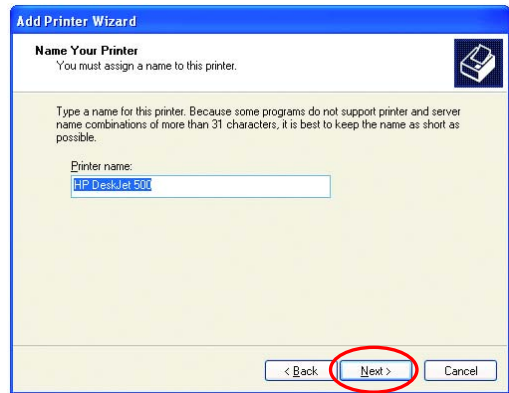 Add Printer Wizard
Name Your Printer
You must assign a name to this printer.
Type a name for this printer. Because some programs do not support printer and server
name combinations of more than 31 characters, it is best to keep the name as short as
possible.
Printer name:
HP DeskJet 500
< Back
Next >
Cancel